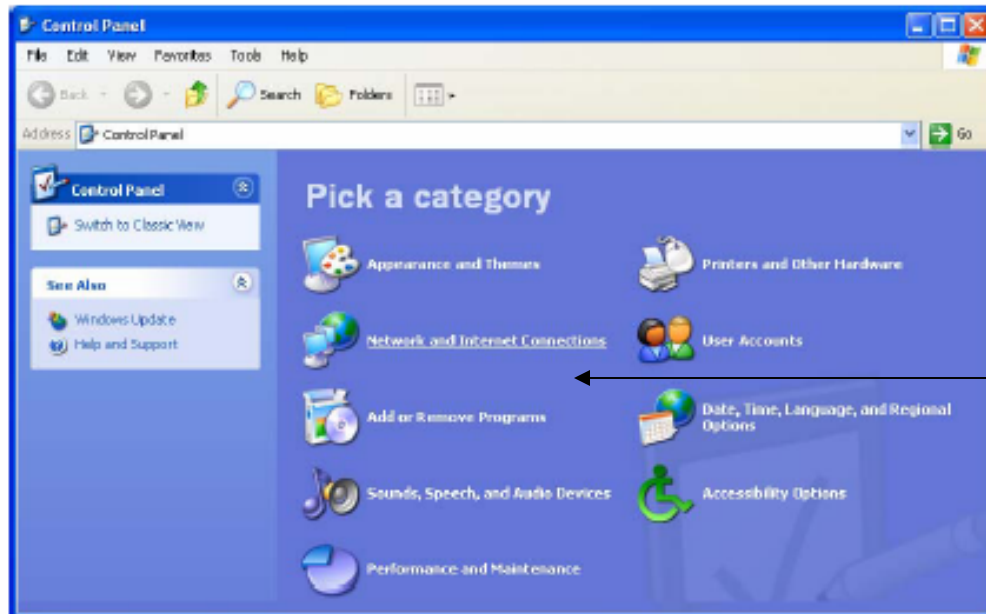 Control Panel
File Edit View Favorites Tools Help
Back Search Folders
Address Control Panel Go
Control Panel
Switch to Classic View
See Also
Windows Update
Help and Support
Pick a category
Appearance and Themes
Printers and Other Hardware
Network and Internet Connections
User Accounts
Add or Remove Programs
Date, Time, Language, and Regional
Options
Sounds, Speech, and Audio Devices
Accessibility Options
Performance and Maintenance